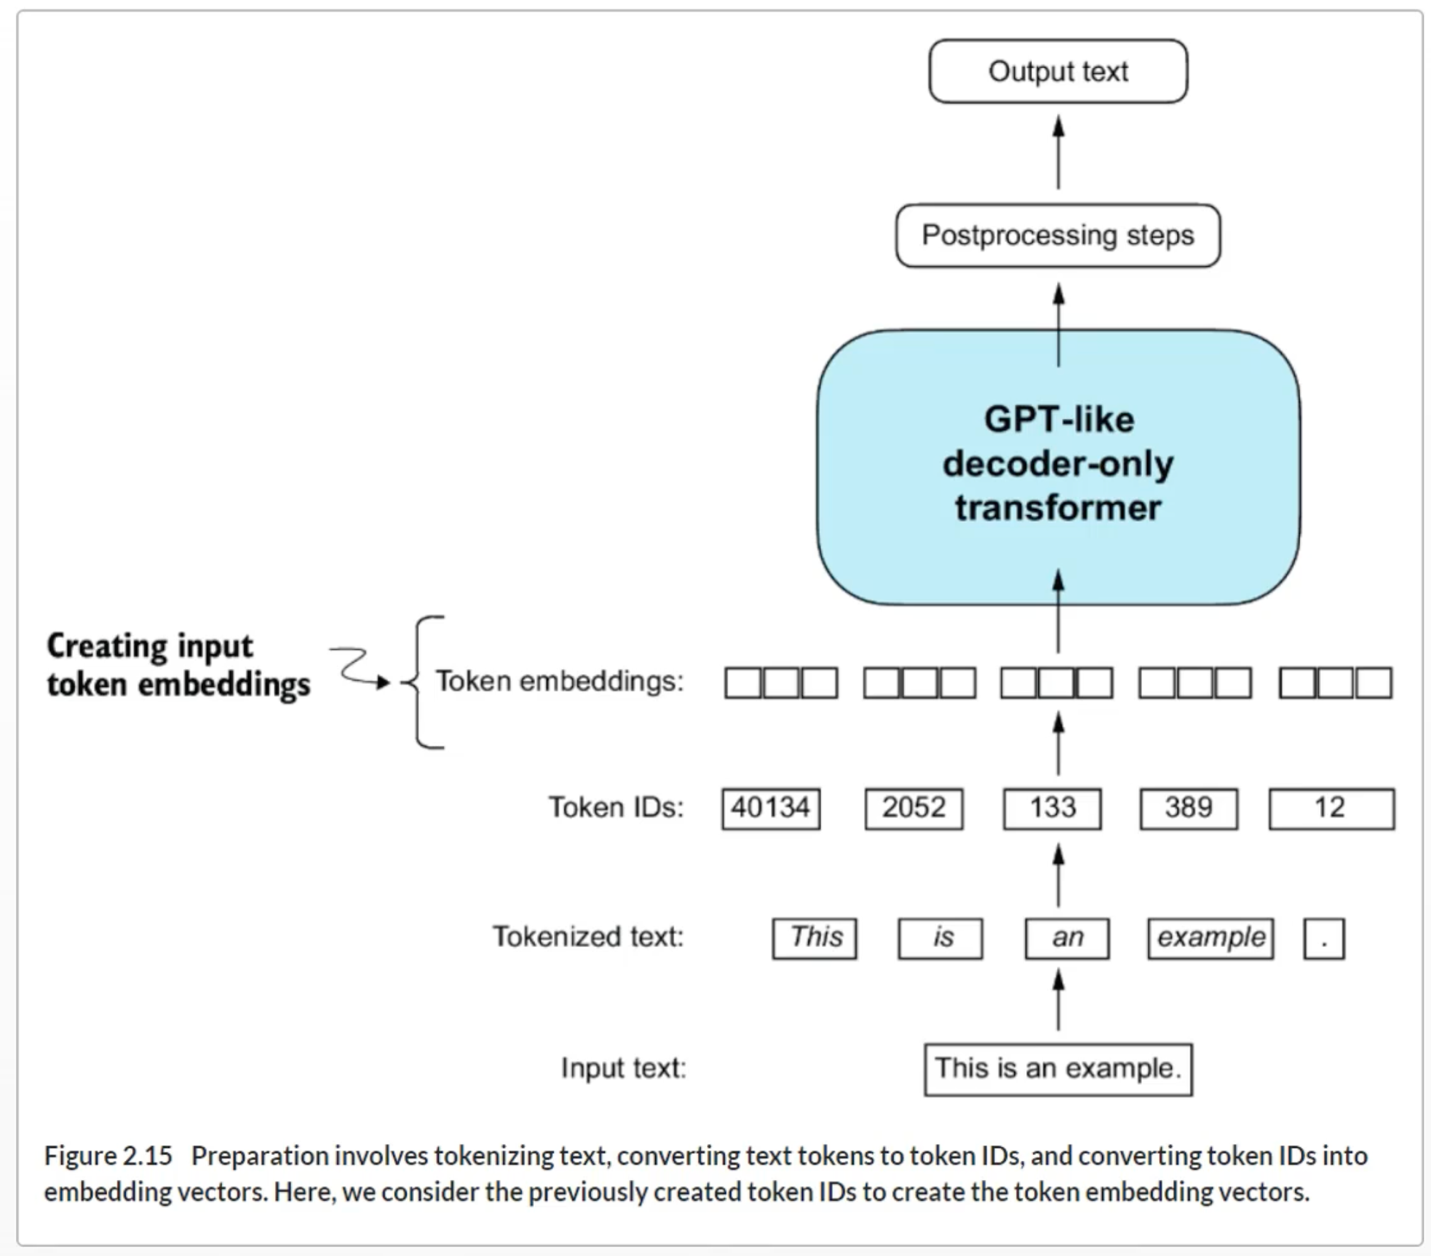 Output text
Postprocessing steps
GPT-like
decoder-only
transformer
Creating input
token embeddings
Token embeddings:
Token IDs: 40134 2052 133 389 12
Tokenized text: This is an example .
Input text: This is an example.
Figure 2.15 Preparation involves tokenizing text, converting text tokens to token IDs, and converting token IDs into
embedding vectors. Here, we consider the previously created token IDs to create the token embedding vectors.